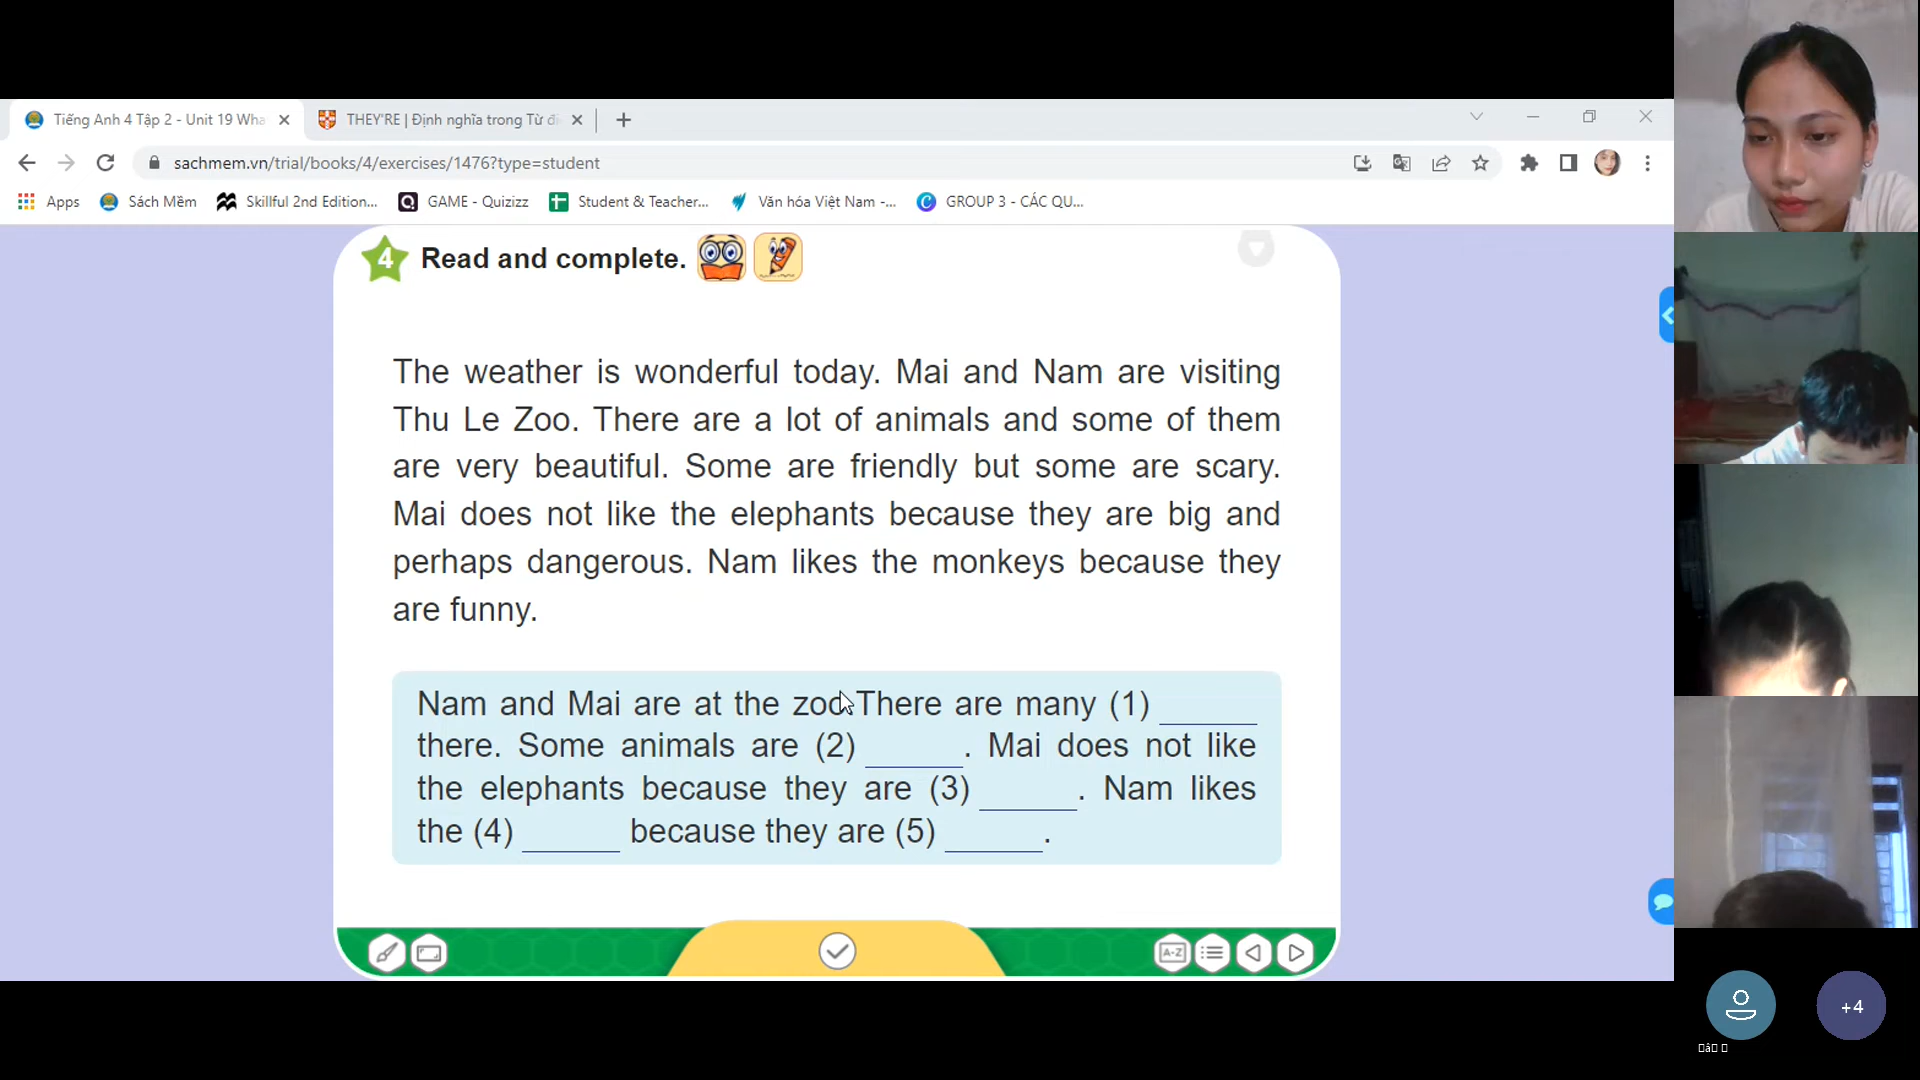 Tiếng Anh 4 Tập 2 - Unit 19 Wha
THEY'RE | Định nghĩa trong Từ đi
sachmem.vn/trial/books/4/exercises/1476?type=student
Apps
Sách Mềm
Skillful 2nd Edition...
GAME - Quizizz
Student & Teacher...
Văn hóa Việt Nam -...
GROUP 3 - CÁC QU...
4 Read and complete.
The weather is wonderful today. Mai and Nam are visiting
Thu Le Zoo. There are a lot of animals and some of them
are very beautiful. Some are friendly but some are scary.
Mai does not like the elephants because they are big and
perhaps dangerous. Nam likes the monkeys because they
are funny.
Nam and Mai are at the zoo. There are many (1) ______
there. Some animals are (2) ______. Mai does not like
the elephants because they are (3) ______. Nam likes
the (4) ______ because they are (5) ______.
A-Z
+4